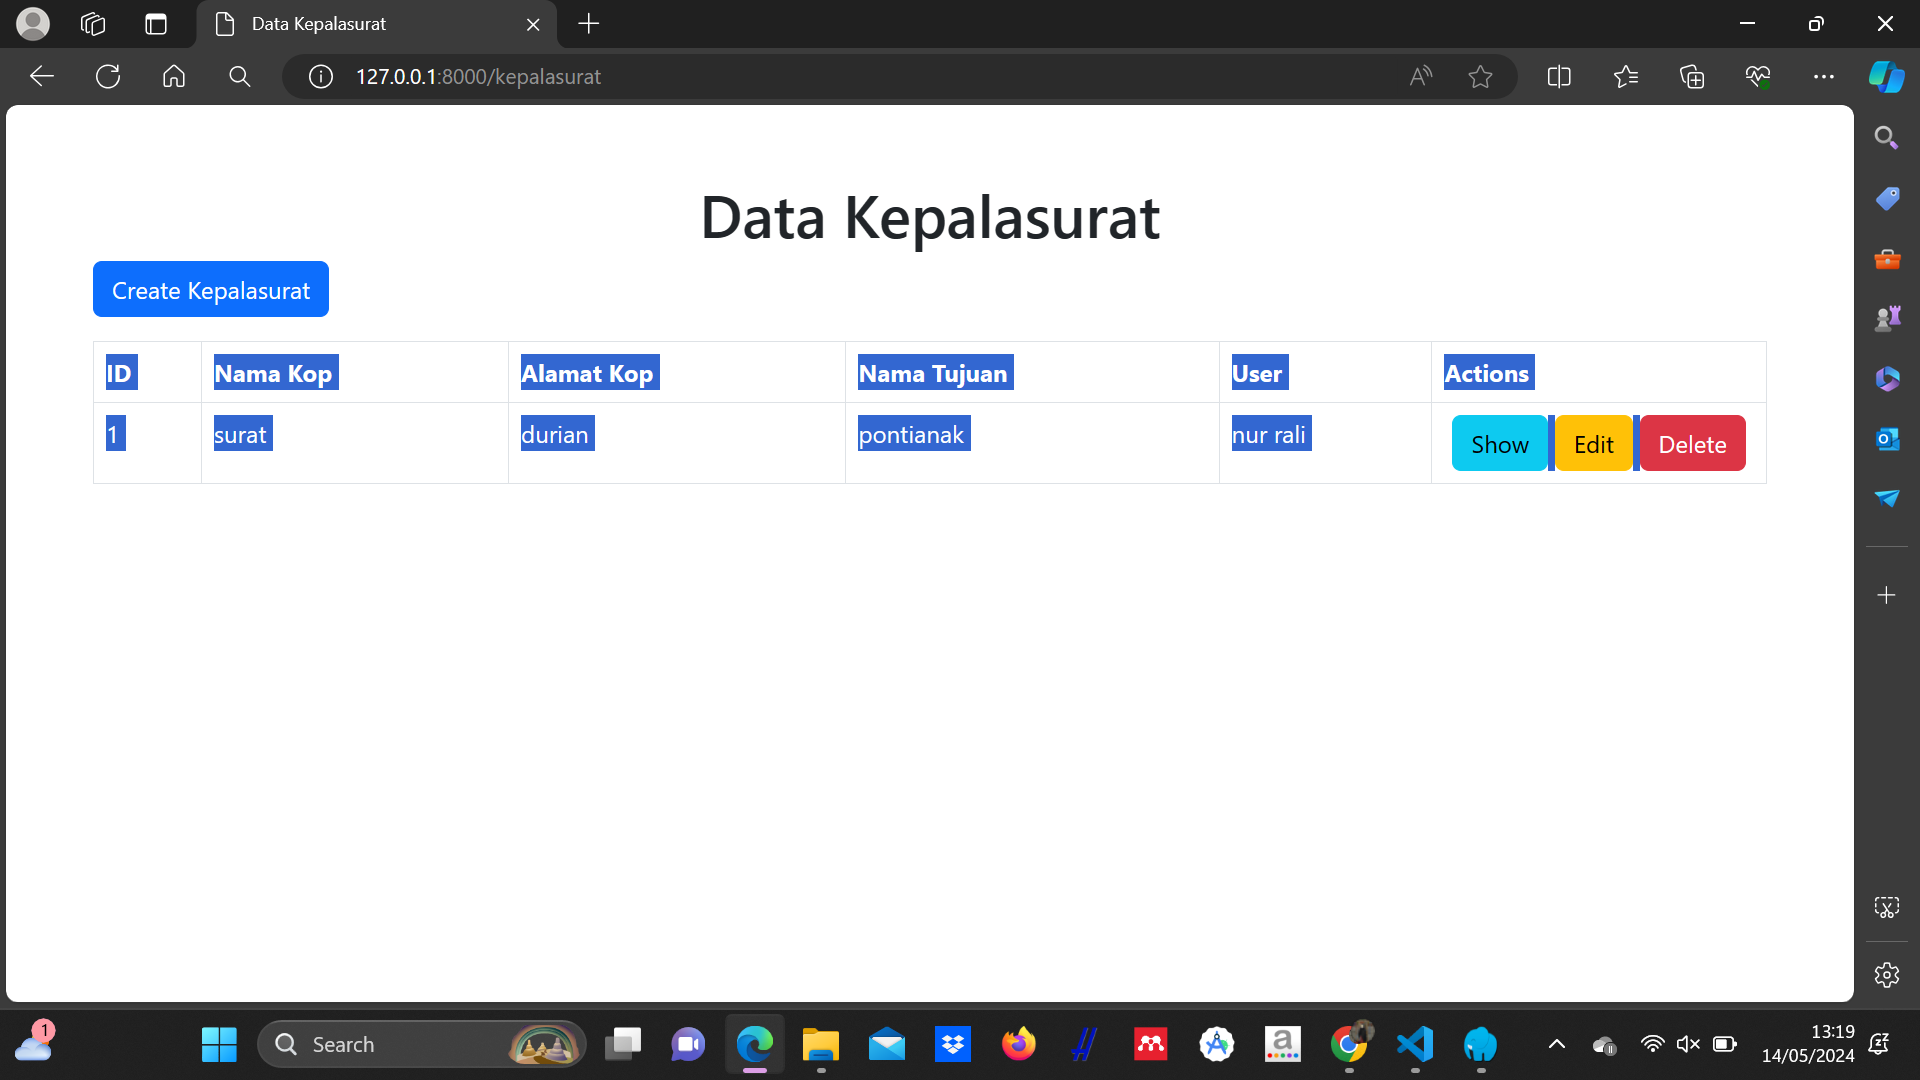 Data Kepalasurat
127.0.0.1:8000/kepalasurat
Data Kepalasurat
Create Kepalasurat
ID Nama Kop Alamat Kop Nama Tujuan User Actions
1 surat durian pontianak nur rali Show Edit Delete
1
Search
13:19
14/05/2024